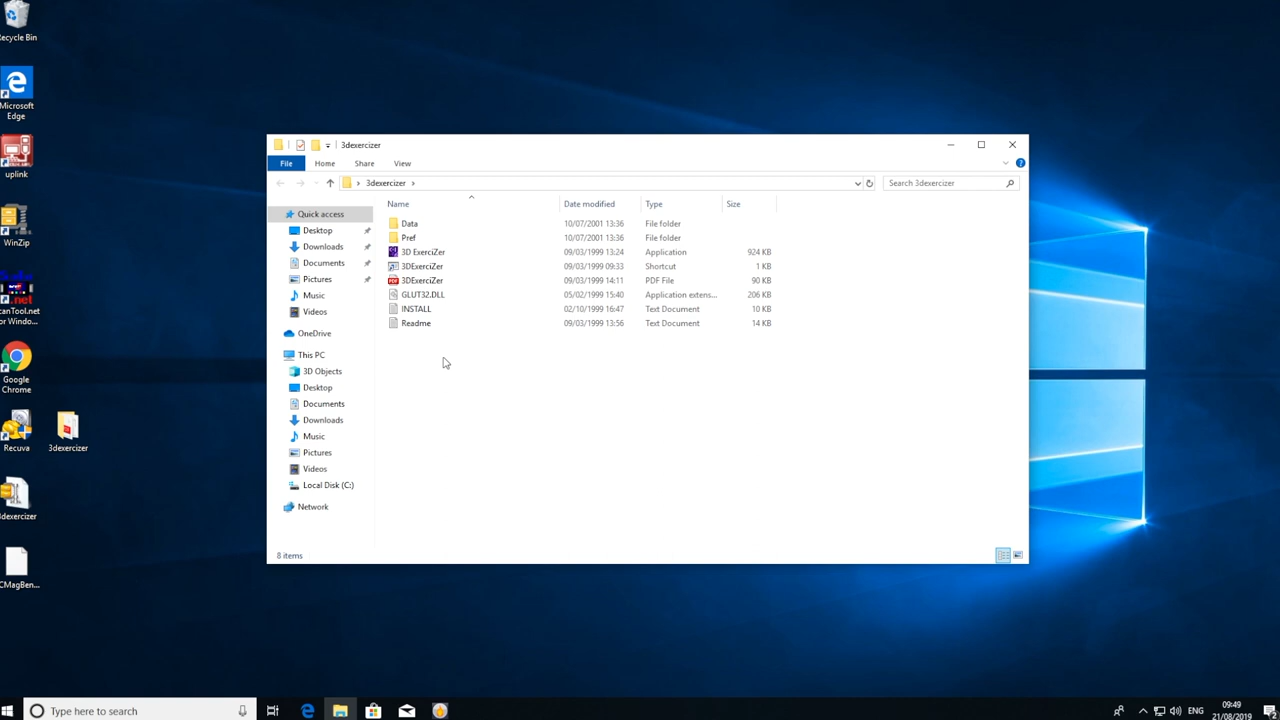 Recycle Bin
Microsoft
Edge
uplink
WinZip
canTool.net
or Windo...
Google
Chrome
Recuva
3dexercizer
3dexercizer
CMagBen...
3dexercizer
File
Home
Share
View
3dexercizer
Search 3dexercizer
Name
Date modified
Type
Size
Data
10/07/2001 13:36
File folder
Pref
10/07/2001 13:36
File folder
3D ExerciZer
09/03/1999 13:24
Application
924 KB
3DExerciZer
09/03/1999 09:33
Shortcut
1 KB
3DExerciZer
09/03/1999 14:11
PDF File
90 KB
GLUT32.DLL
05/02/1999 15:40
Application extens...
206 KB
INSTALL
02/10/1999 16:47
Text Document
10 KB
Readme
09/03/1999 13:56
Text Document
14 KB
Quick access
Desktop
Downloads
Documents
Pictures
Music
Videos
OneDrive
This PC
3D Objects
Desktop
Documents
Downloads
Music
Pictures
Videos
Local Disk (C:)
Network
8 items
Type here to search
ENG
09:49
21/08/2019